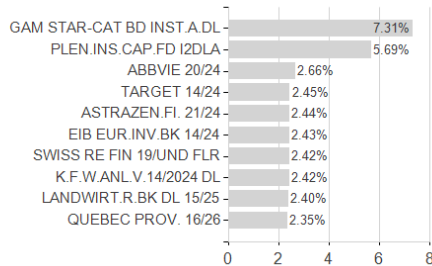 GAM STAR-CAT BD INST.A.DL 7.31%
PLEN.INS.CAP.FD I2DLA 5.69%
ABBVIE 20/24 2.66%
TARGET 14/24 2.45%
ASTRAZEN.FI. 21/24 2.44%
EIB EUR.INV.BK 14/24 2.43%
SWISS RE FIN 19/UND FLR 2.42%
K.F.W.ANL.V.14/2024 DL 2.42%
LANDWIRT.R.BK DL 15/25 2.40%
QUEBEC PROV. 16/26 2.35%
0 2 4 6 8